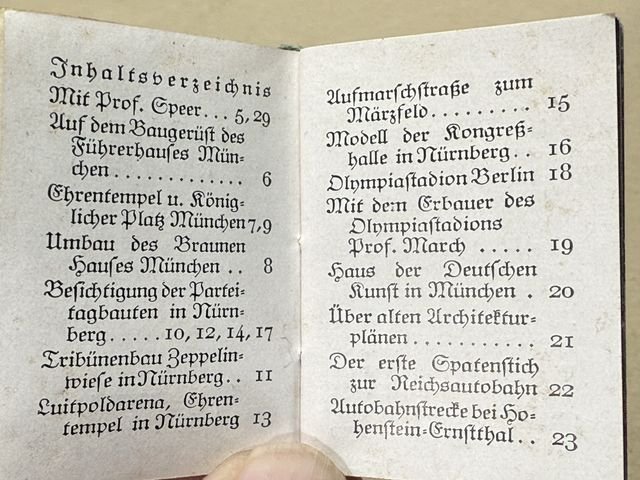 Inhaltsverzeichnis
Mit Prof. Speer... 5, 29
Auf dem Baugerüst des
Führerhauses Mün-
chen............. 6
Ehrentempel u. König-
licher Platz München 7, 9
Umbau des Braunen
Hauses München .. 8
Besichtigung der Partei-
tagbauten in Nürn-
berg..... 10, 12, 14, 17
Tribünenbau Zeppelin-
wiese in Nürnberg.. 11
Luitpoldarena, Ehren-
tempel in Nürnberg 13
Aufmarschstraße zum
Märzfeld......... 15
Modell der Kongreß-
halle in Nürnberg.. 16
Olympiastadion Berlin 18
Mit dem Erbauer des
Olympiastadions
Prof. March ..... 19
Haus der Deutschen
Kunst in München . 20
Über alten Architektur-
plänen........... 21
Der erste Spatenstich
zur Reichsautobahn 22
Autobahnstrecke bei Ho-
henstein-Ernstthal.. 23